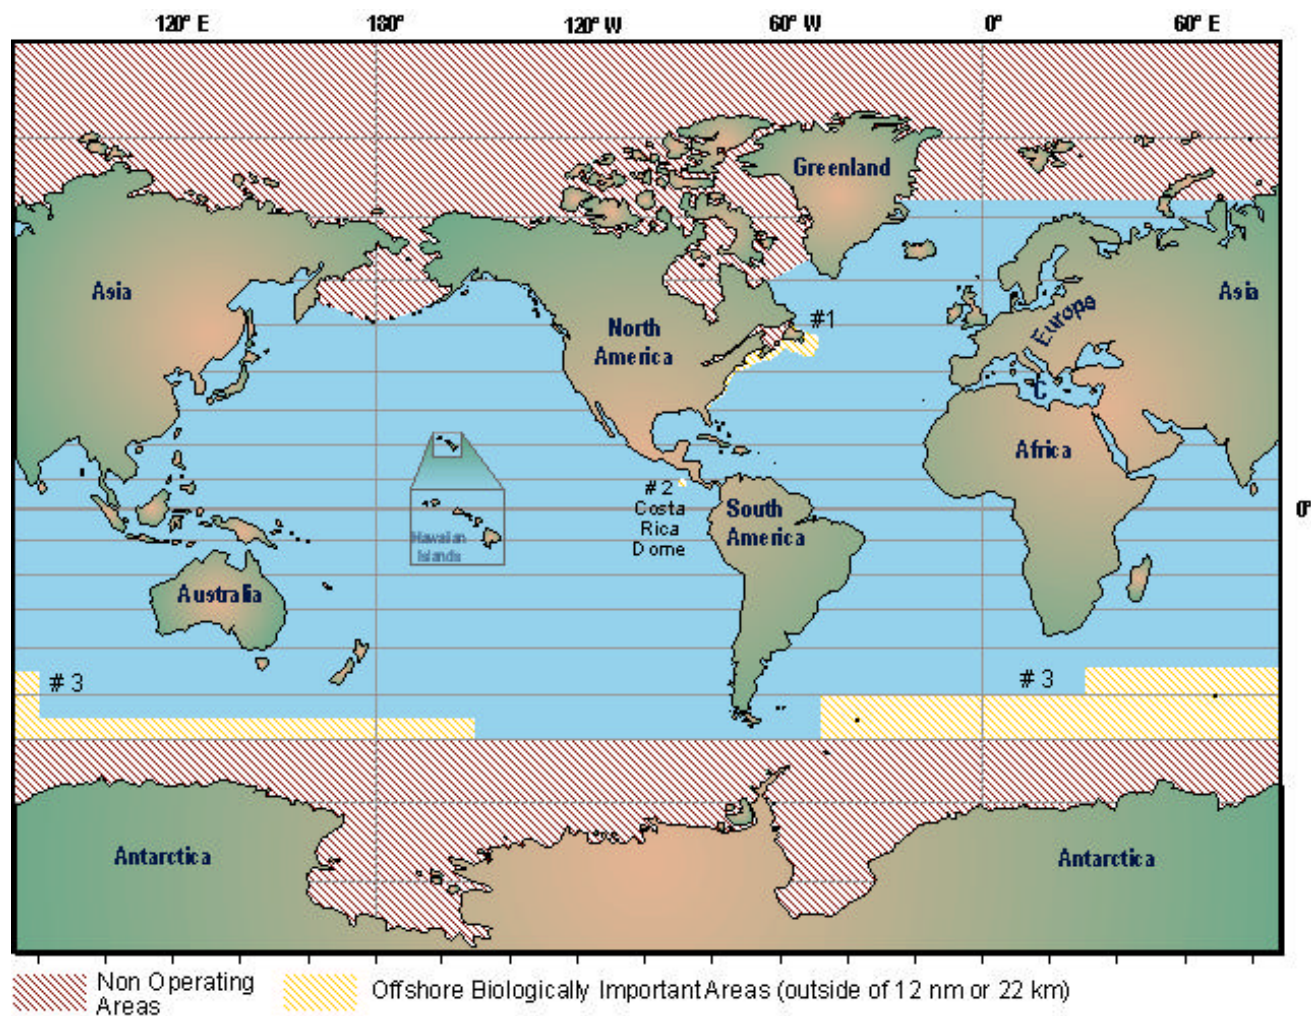 120° E 180° 120° W 60° W 0° 60° E
Greenland
Asia
Asia
#1
Europe
North
America
Africa
#2
Costa
Rica
Dome
South
America
0°
Hawaiian
Islands
Australia
# 3
# 3
Antarctica
Antarctica
Non Operating
Areas
Offshore Biologically Important Areas (outside of 12 nm or 22 km)